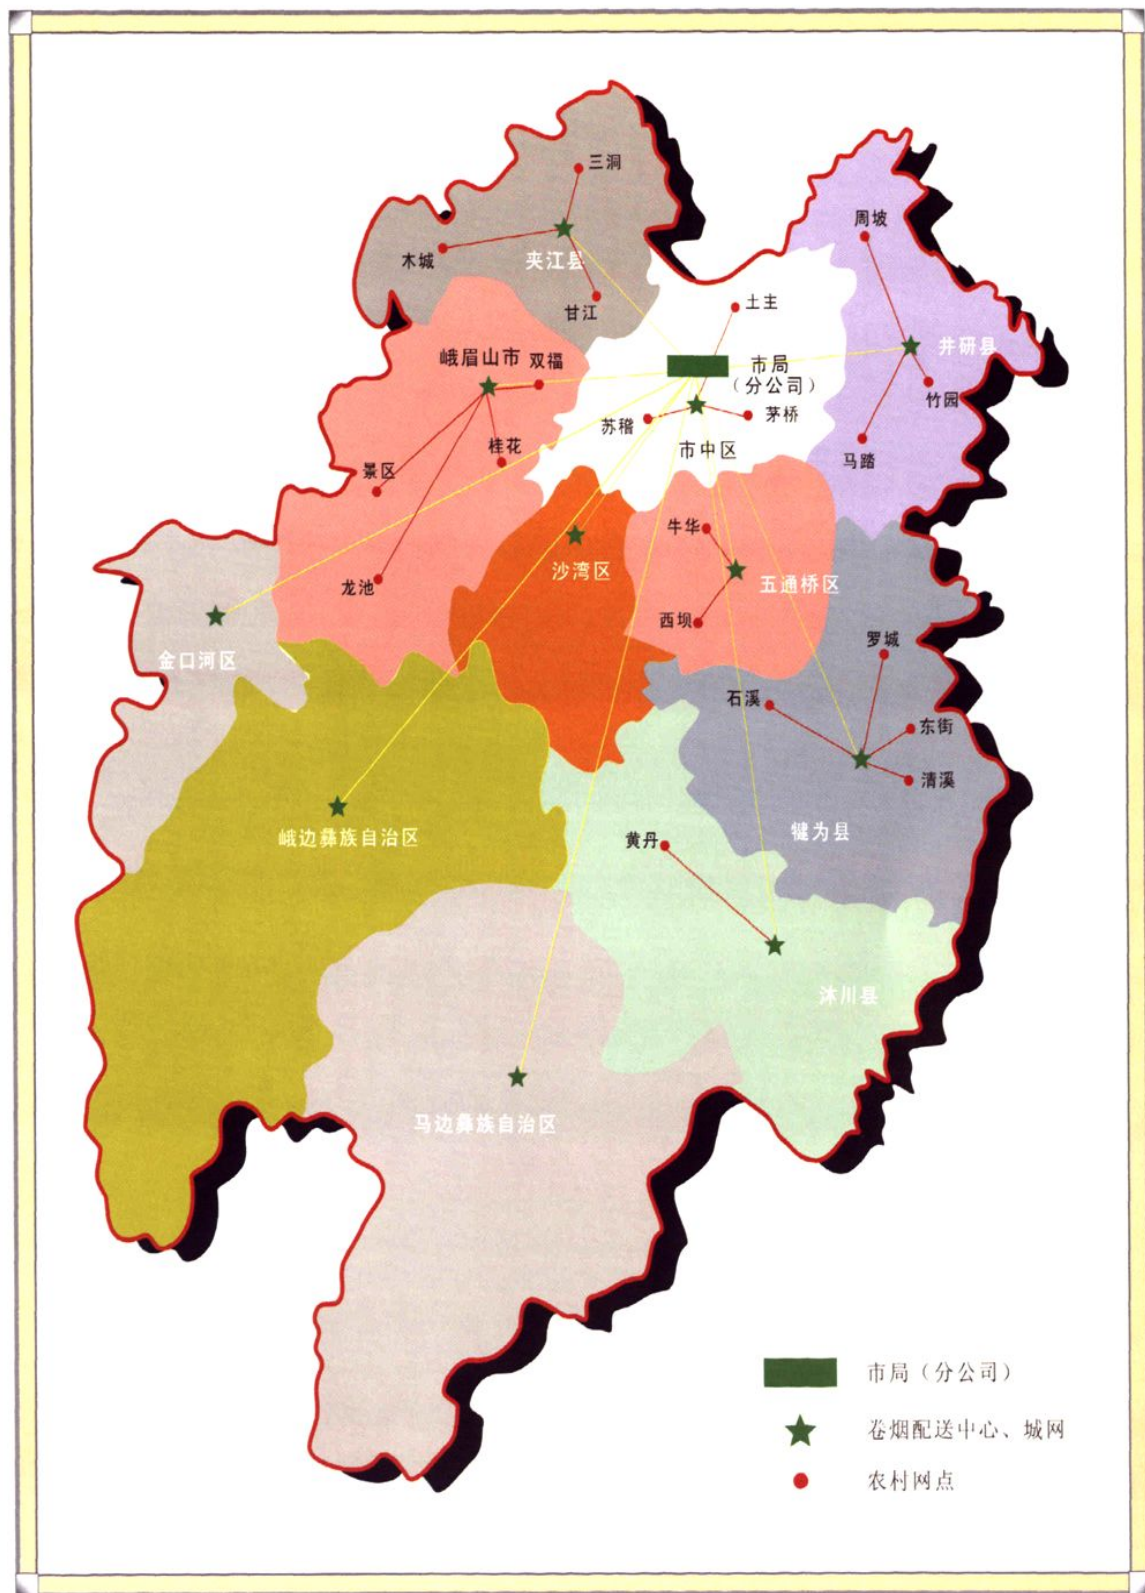 三洞
周坡
木城
夹江县
土主
甘江
井研县
峨眉山市
双福
市局
（分公司）
竹园
苏稽
茅桥
桂花
市中区
马踏
景区
牛华
沙湾区
五通桥区
龙池
西坝
罗城
金口河区
石溪
东街
清溪
峨边彝族自治区
犍为县
黄丹
沐川县
马边彝族自治区
市局（分公司）
卷烟配送中心、城网
农村网点